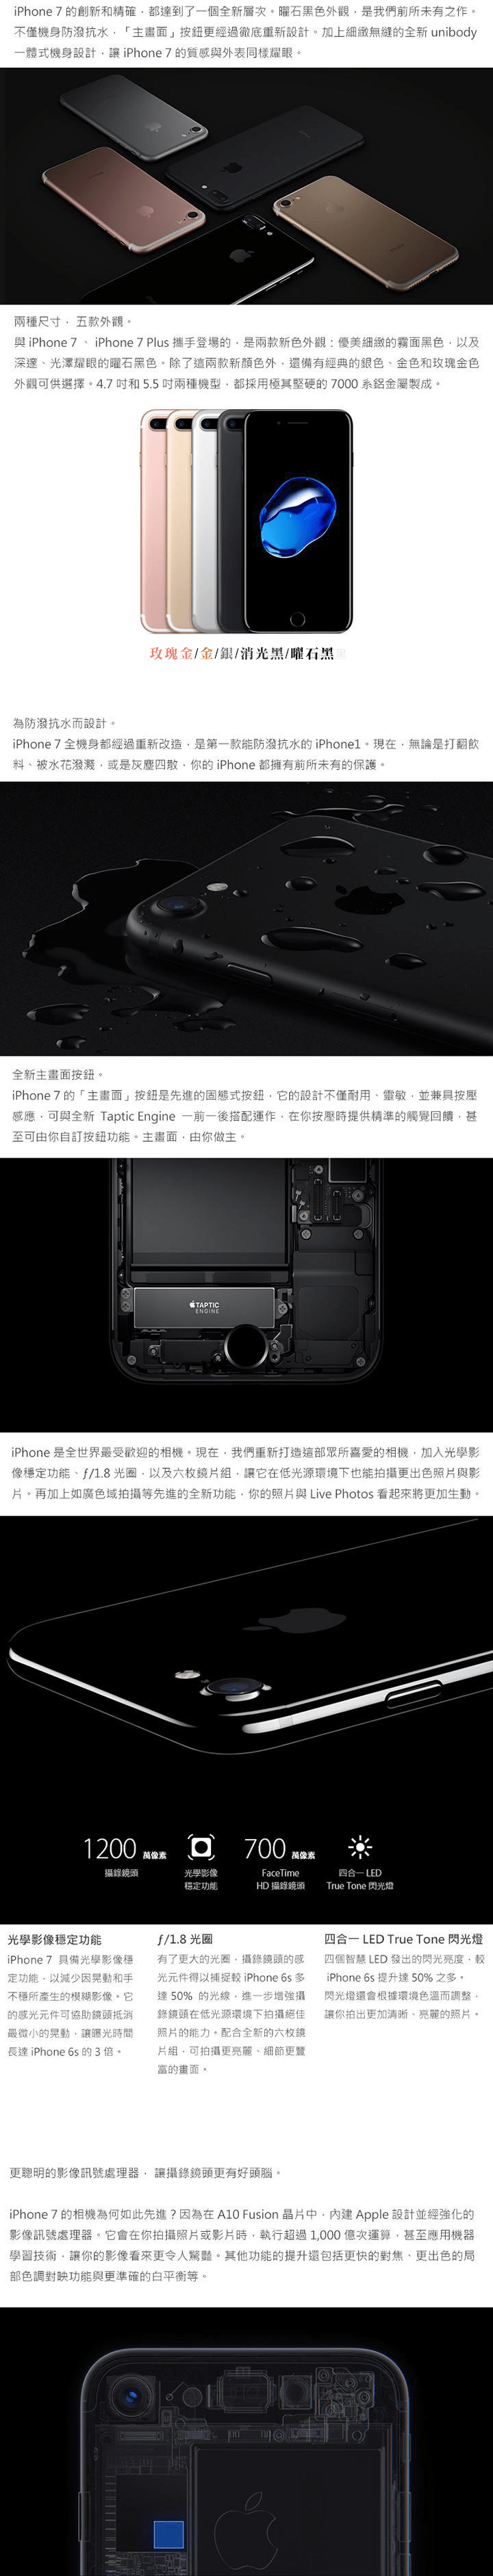 iPhone 7 的創新和精確，都達到了一個全新層次。曜石黑色外觀，是我們前所未有之作。
不僅機身防潑抗水，「主畫面」按鈕更經過徹底重新設計。加上細緻無縫的全新 unibody
一體式機身設計，讓 iPhone 7 的質感與外表同樣耀眼。
兩種尺寸， 五款外觀。
與 iPhone 7 、 iPhone 7 Plus 攜手登場的，是兩款新色外觀：優美細緻的霧面黑色，以及
深邃、光澤耀眼的曜石黑色。除了這兩款新顏色外，還備有經典的銀色、金色和玫瑰金色
外觀可供選擇。4.7 吋和 5.5 吋兩種機型，都採用極其堅硬的 7000 系鋁金屬製成。
玫瑰金/金/銀/消光黑/曜石黑
為防潑抗水而設計。
iPhone 7 全機身都經過重新改造，是第一款能防潑抗水的 iPhone1。現在，無論是打翻飲
料、被水花潑濺，或是灰塵四散，你的 iPhone 都擁有前所未有的保護。
全新主畫面按鈕。
iPhone 7 的「主畫面」按鈕是先進的固態式按鈕，它的設計不僅耐用、靈敏，並兼具按壓
感應，可與全新 Taptic Engine 一前一後搭配運作，在你按壓時提供精準的觸覺回饋，甚
至可由你自訂按鈕功能。主畫面，由你做主。
TAPTIC
ENGINE
iPhone 是全世界最受歡迎的相機。現在，我們重新打造這部眾所喜愛的相機，加入光學影
像穩定功能、ƒ/1.8 光圈，以及六枚鏡片組，讓它在低光源環境下也能拍攝更出色照片與影
片。再加上如廣色域拍攝等先進的全新功能，你的照片與 Live Photos 看起來將更加生動。
1200 萬像素
攝錄鏡頭
光學影像
穩定功能
700 萬像素
FaceTime
HD 攝錄鏡頭
四合一 LED
True Tone 閃光燈
光學影像穩定功能
iPhone 7 具備光學影像穩
定功能，以減少因晃動和手
不穩所產生的模糊影像。它
的感光元件可協助鏡頭抵消
最微小的晃動，讓曝光時間
長達 iPhone 6s 的 3 倍。
ƒ/1.8 光圈
有了更大的光圈，攝錄鏡頭的感
光元件得以捕捉較 iPhone 6s 多
達 50% 的光線，進一步增強攝
錄鏡頭在低光源環境下拍攝絕佳
照片的能力。配合全新的六枚鏡
片組，可拍攝更亮麗、細節更豐
富的畫面。
四合一 LED True Tone 閃光燈
四個智慧 LED 發出的閃光亮度，較
iPhone 6s 提升達 50% 之多。
閃光燈還會根據環境色溫而調整，
讓你拍出更加清晰、亮麗的照片。
更聰明的影像訊號處理器， 讓攝錄鏡頭更有好頭腦。
iPhone 7 的相機為何如此先進？因為在 A10 Fusion 晶片中，內建 Apple 設計並經強化的
影像訊號處理器。它會在你拍攝照片或影片時，執行超過 1,000 億次運算，甚至應用機器
學習技術，讓你的影像看來更令人驚豔。其他功能的提升還包括更快的對焦、更出色的局
部色調對映功能與更準確的白平衡等。